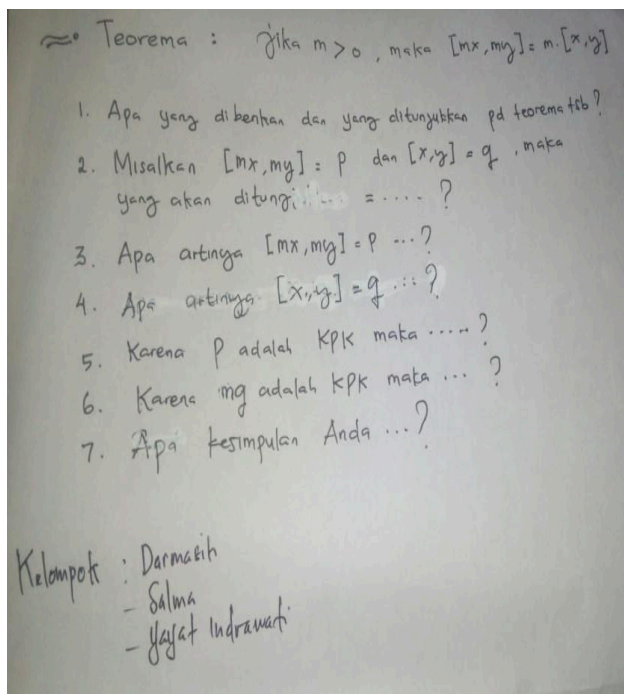 Teorema : jika m > 0 , maka [mx, my] = m. [x, y]
1. Apa yang diberikan dan yang ditunjukkan pd teorema tsb?
2. Misalkan [mx, my] = p dan [x, y] = q , maka
yang akan = .... ?
3. Apa artinya [mx, my] = p ...?
4. Apa artinya [x, y] = q ...?
5. Karena p adalah KPK maka ..... ?
6. Karena mq adalah KPK maka ... ?
7. Apa kesimpulan Anda ...?
Kelompok : Darmasih
- Salma
- Yayat Indrawati